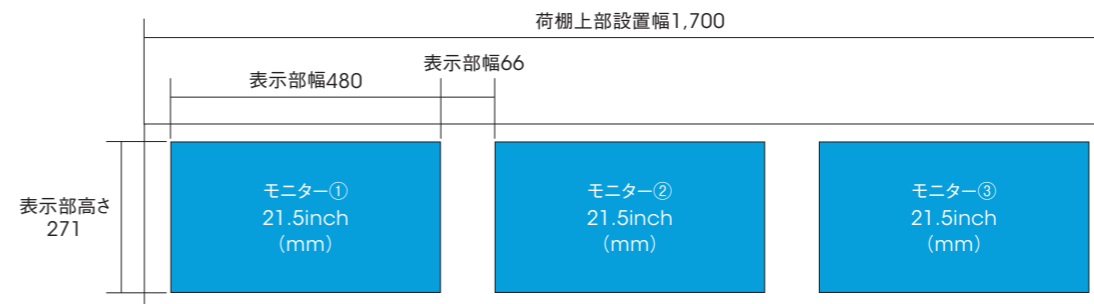 荷棚上部設置幅1,700
表示部幅66
表示部幅480
表示部高さ
271
モニター①
21.5inch
（mm）
モニター②
21.5inch
（mm）
モニター③
21.5inch
（mm）